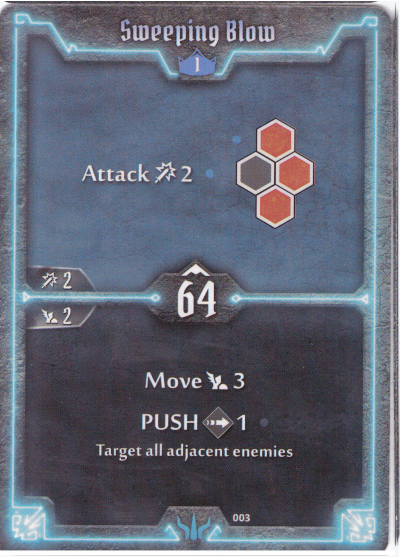 Sweeping Blow
1
Attack 2
2
64
2
Move 3
PUSH 1
Target all adjacent enemies
003